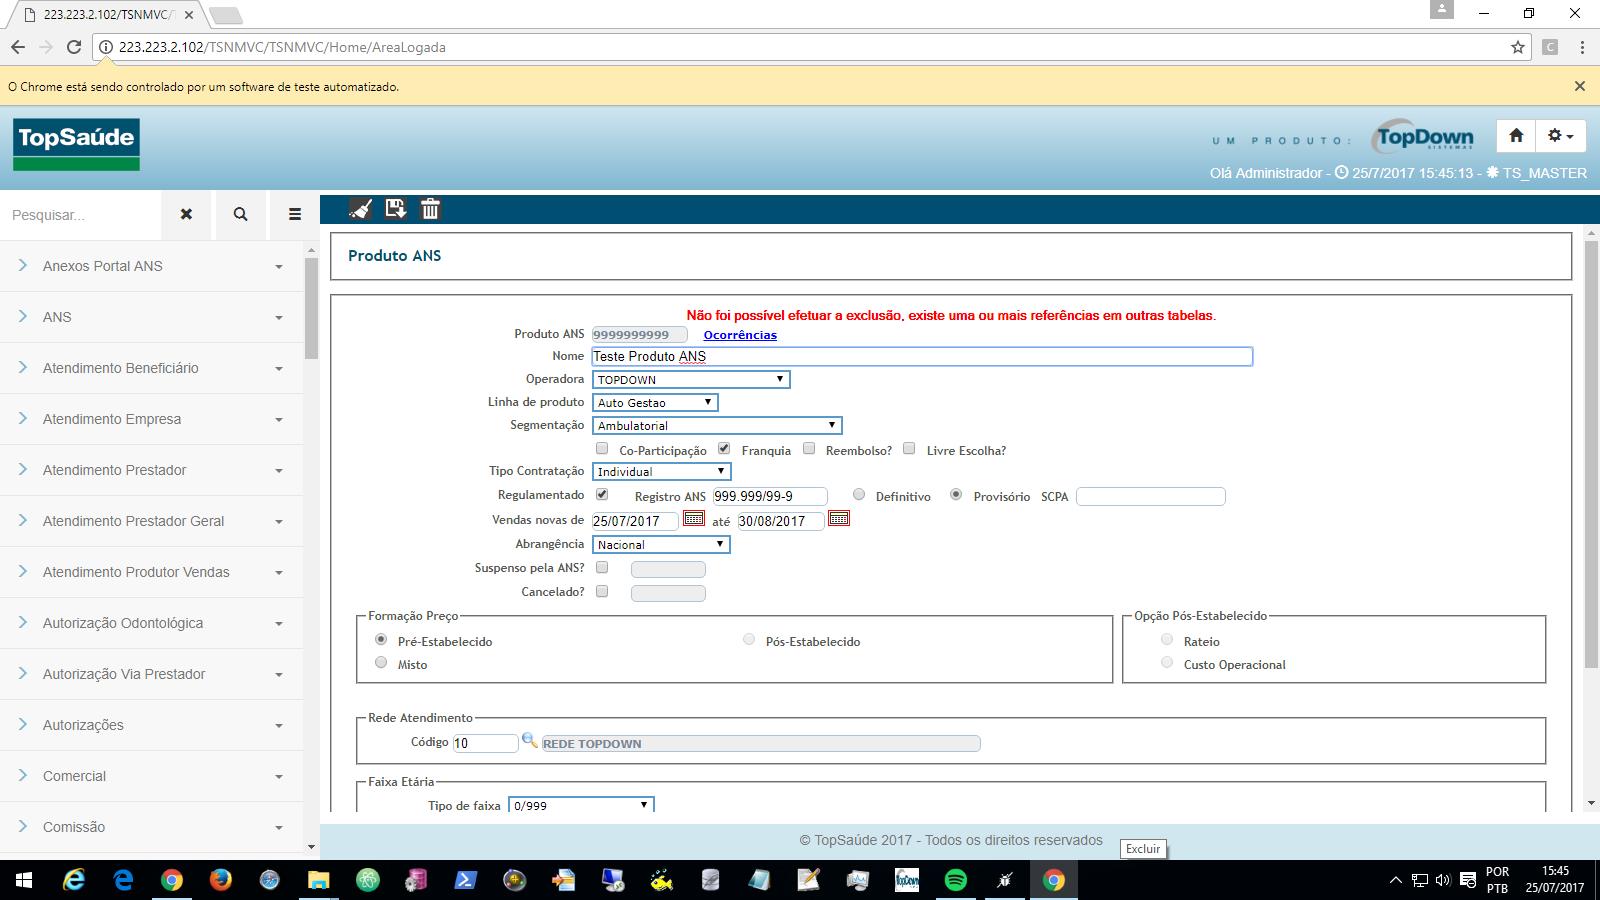 223.223.2.102/TSNMVC/T
223.223.2.102/TSNMVC/TSNMVC/Home/AreaLogada
C
O Chrome está sendo controlado por um software de teste automatizado.
TopSaúde
UM PRODUTO:
TopDown
SISTEMAS
Olá Administrador - 25/7/2017 15:45:13 - TS_MASTER
Pesquisar...
Anexos Portal ANS
ANS
Atendimento Beneficiário
Atendimento Empresa
Atendimento Prestador
Atendimento Prestador Geral
Atendimento Produtor Vendas
Autorização Odontológica
Autorização Via Prestador
Autorizações
Comercial
Comissão
Produto ANS
Não foi possível efetuar a exclusão, existe uma ou mais referências em outras tabelas.
Produto ANS 9999999999 Ocorrências
Nome Teste Produto ANS
Operadora TOPDOWN
Linha de produto Auto Gestao
Segmentação Ambulatorial
Co-Participação Franquia Reembolso? Livre Escolha?
Tipo Contratação Individual
Regulamentado Registro ANS 999.999/99-9 Definitivo Provisório SCPA
Vendas novas de 25/07/2017 até 30/08/2017
Abrangência Nacional
Suspenso pela ANS?
Cancelado?
Formação Preço Opção Pós-Estabelecido
Pré-Estabelecido Pós-Estabelecido Rateio
Misto Custo Operacional
Rede Atendimento
Código 10 REDE TOPDOWN
Faixa Etária
Tipo de faixa 0/999
© TopSaúde 2017 - Todos os direitos reservados
Excluir
TopDown
POR 15:45
PTB 25/07/2017